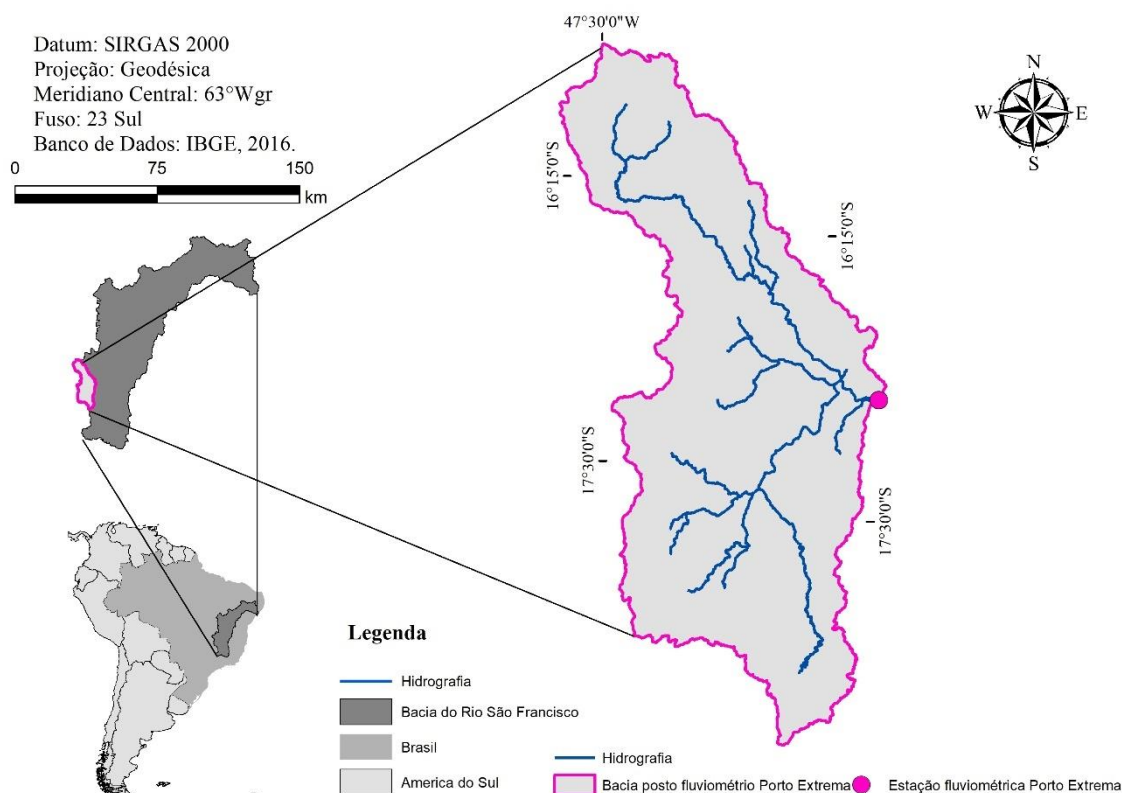 Datum: SIRGAS 2000
Projeção: Geodésica
Meridiano Central: 63°Wgr
Fuso: 23 Sul
Banco de Dados: IBGE, 2016.
0 75 150
km
47°30'0"W
N
W E
S
16°15'0"S
16°15'0"S
17°30'0"S
17°30'0"S
Legenda
Hidrografia
Bacia do Rio São Francisco
Brasil
America do Sul
Hidrografia
Bacia posto fluviométrio Porto Extrema
Estação fluviométrica Porto Extrema